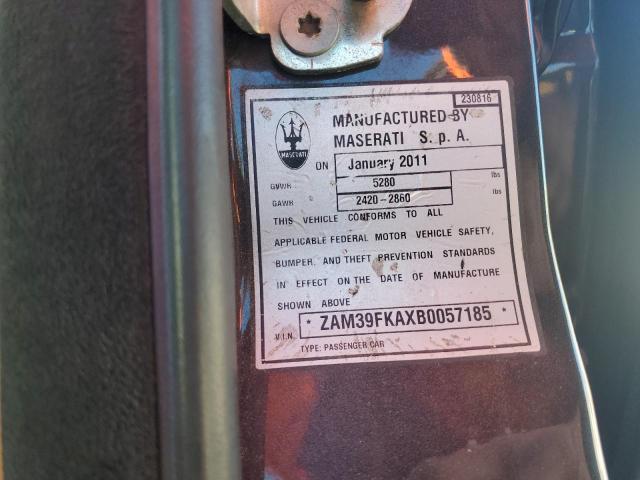 230816
MANUFACTURED BY
MASERATI S.p.A.
MASERATI
ON January 2011
GVWR 5280 lbs
GAWR 2420-2860 lbs
THIS VEHICLE CONFORMS TO ALL
APPLICABLE FEDERAL MOTOR VEHICLE SAFETY,
BUMPER, AND THEFT PREVENTION STANDARDS
IN EFFECT ON THE DATE OF MANUFACTURE
SHOWN ABOVE
V.I.N. * ZAM39FKAXB0057185 *
TYPE: PASSENGER CAR